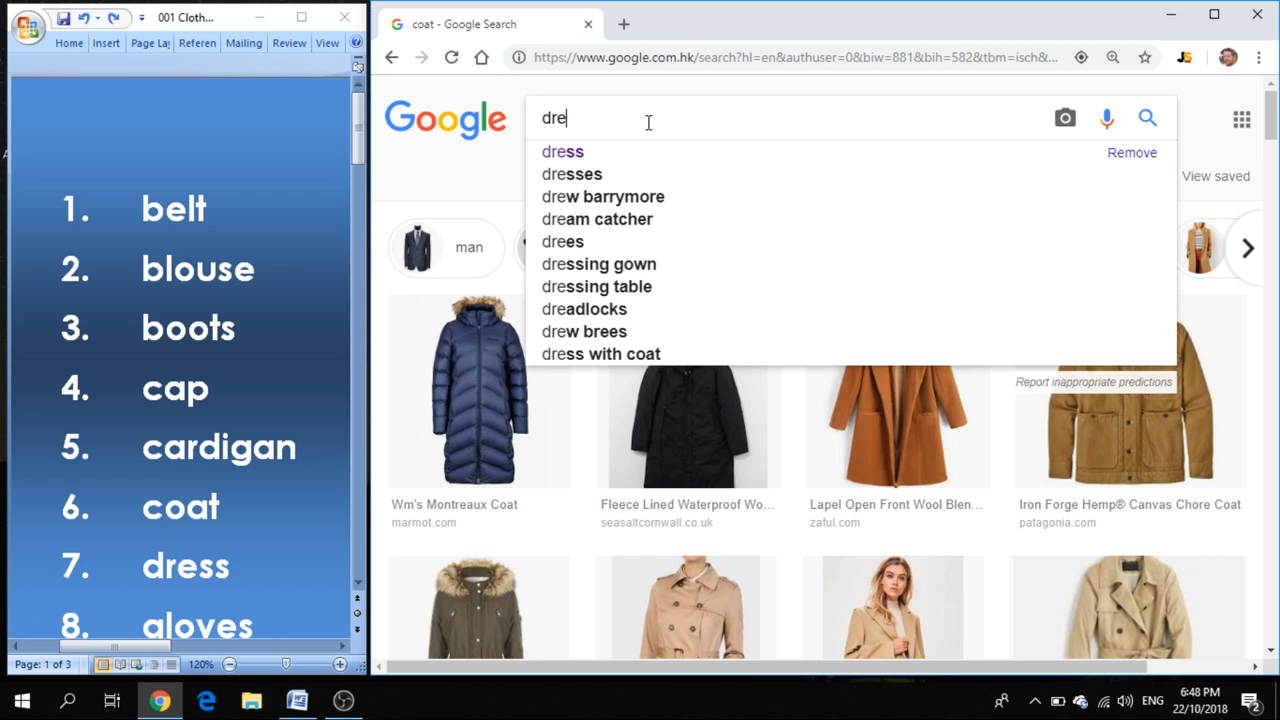 001 Cloth...
Home Insert Page Lay Referen Mailing Review View
1. belt
2. blouse
3. boots
4. cap
5. cardigan
6. coat
7. dress
8. gloves
Page: 1 of 3 120%
coat - Google Search
https://www.google.com.hk/search?hl=en&authuser=0&biw=881&bih=582&tbm=isch&...
Google
dre
dress Remove
dresses
drew barrymore
dream catcher
drees
dressing gown
dressing table
dreadlocks
drew brees
dress with coat
Report inappropriate predictions
View saved
man
Wm's Montreaux Coat
marmot.com
Fleece Lined Waterproof Wo...
seasaltcornwall.co.uk
Lapel Open Front Wool Blen...
zaful.com
Iron Forge Hemp® Canvas Chore Coat
patagonia.com
JS
ENG
6:48 PM
22/10/2018
2